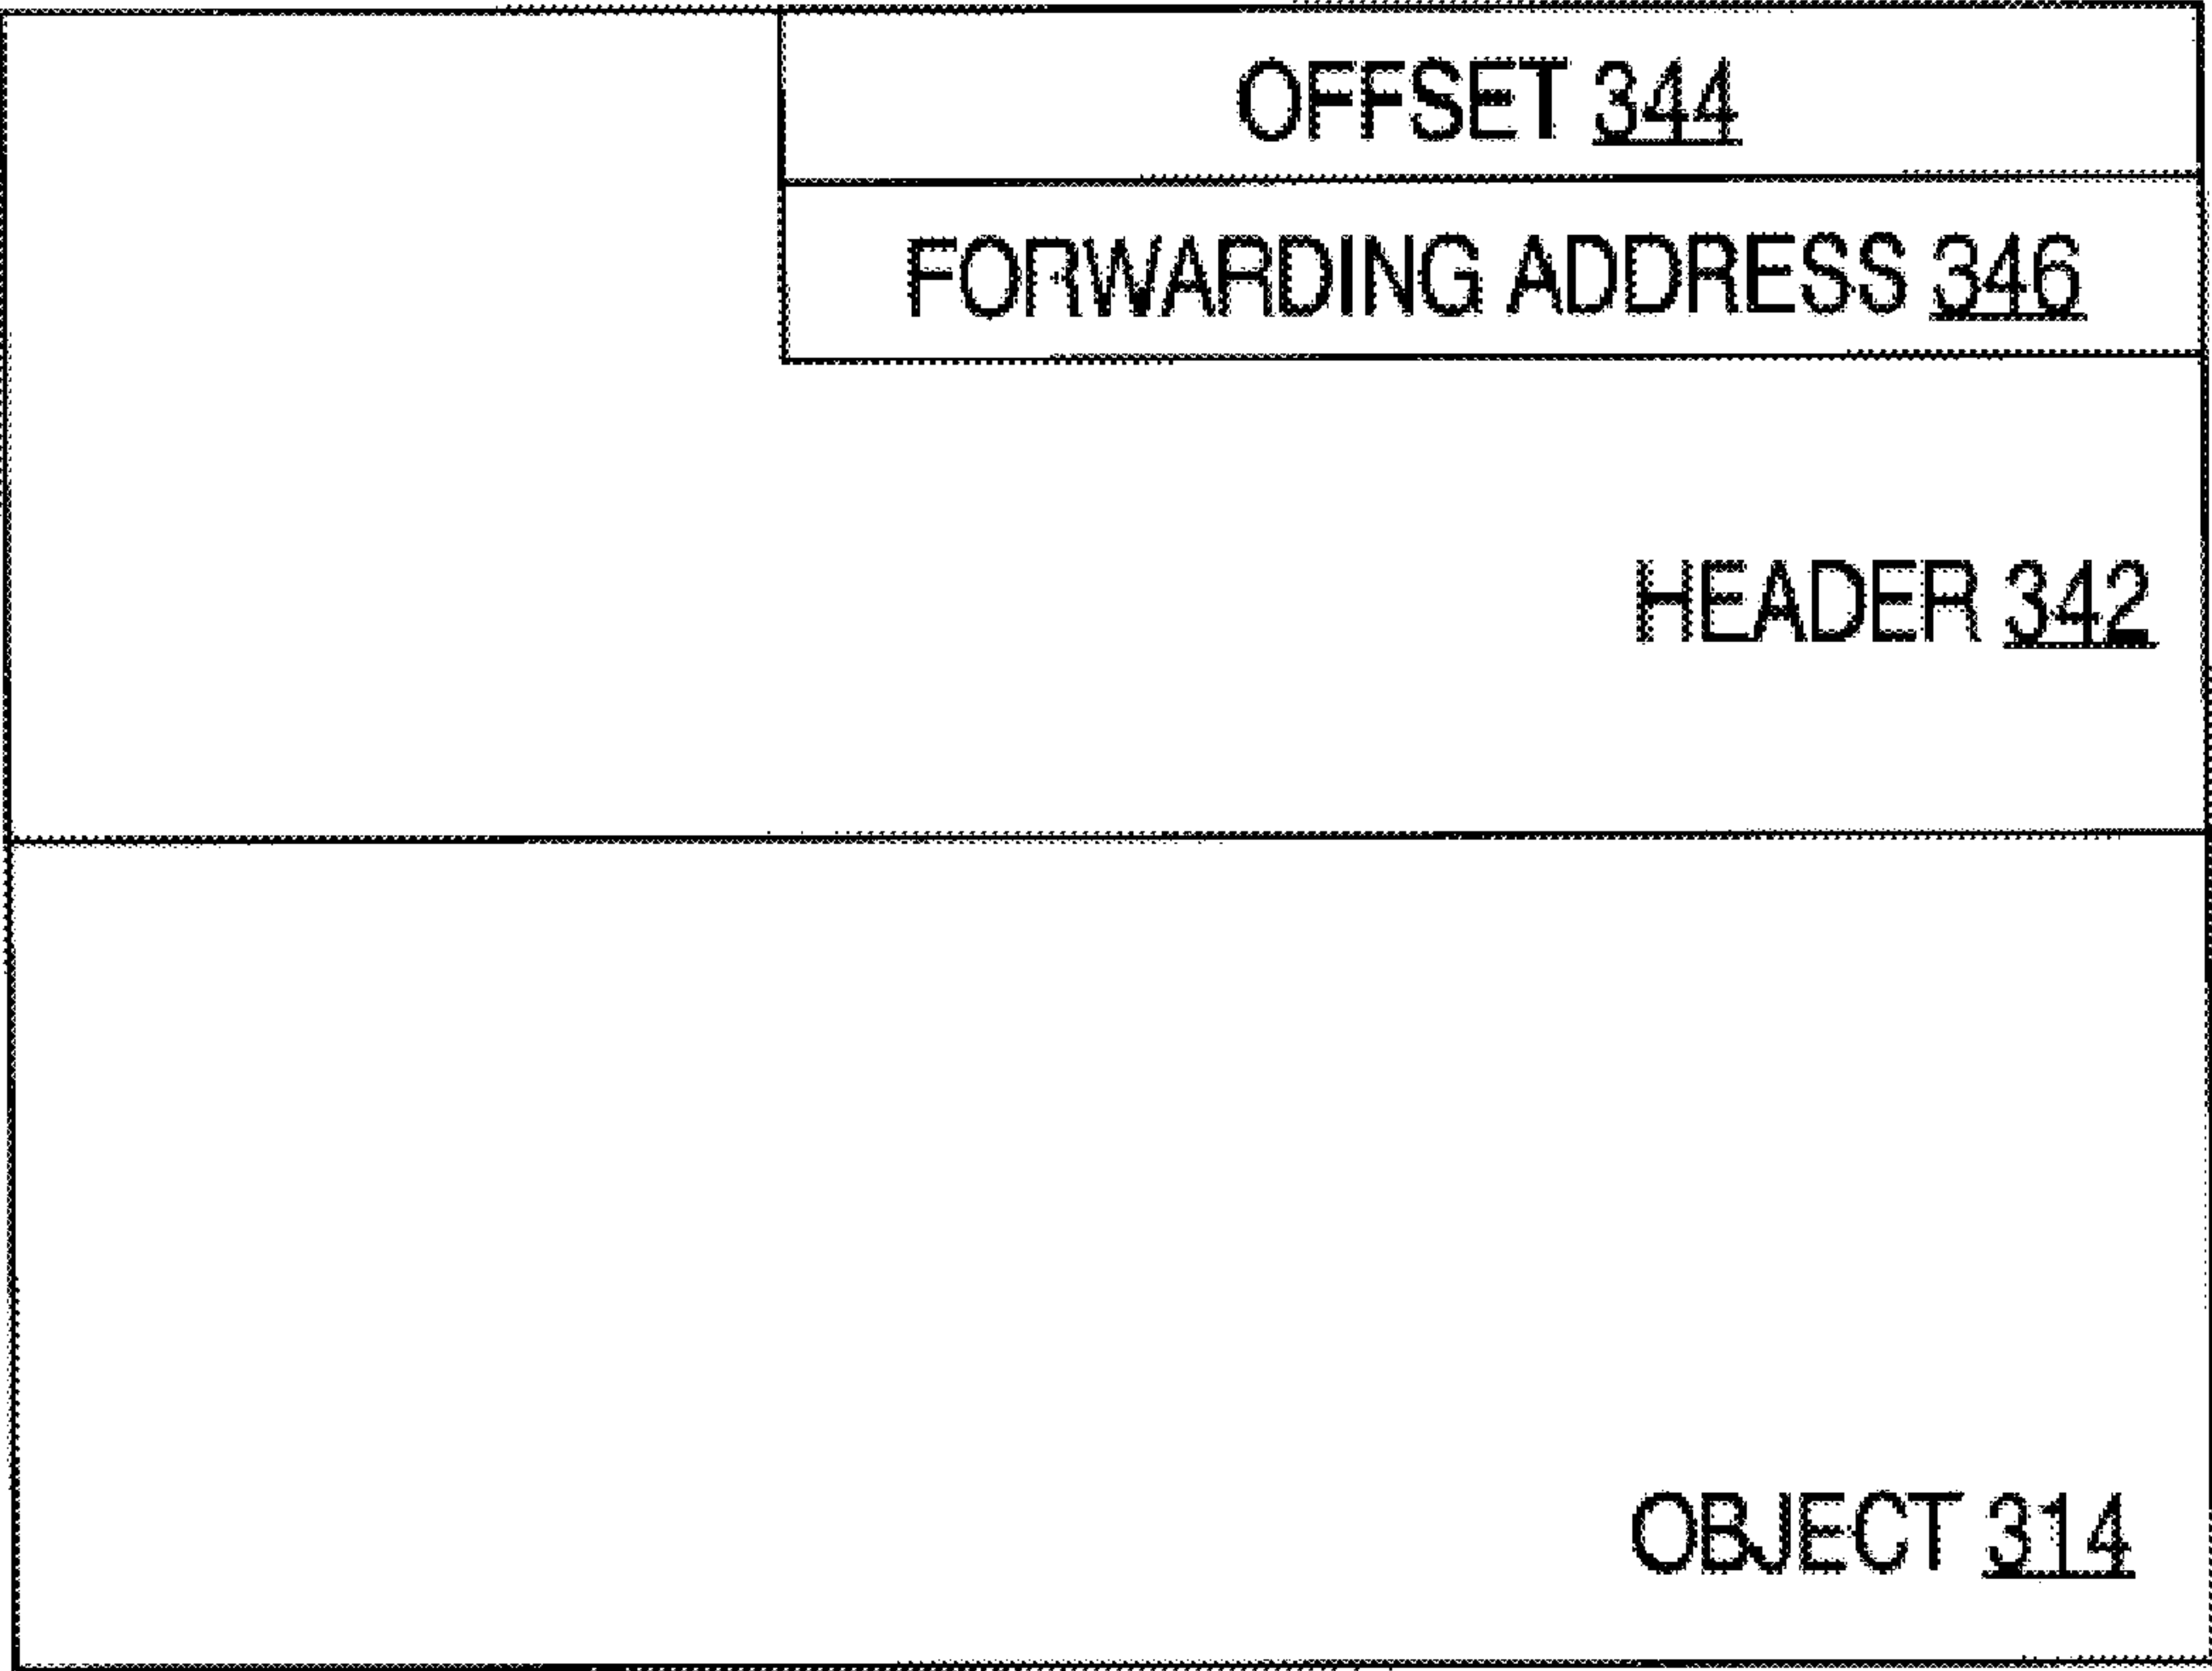 OFFSET 344
FORWARDING ADDRESS 346
HEADER 342
OBJECT 314